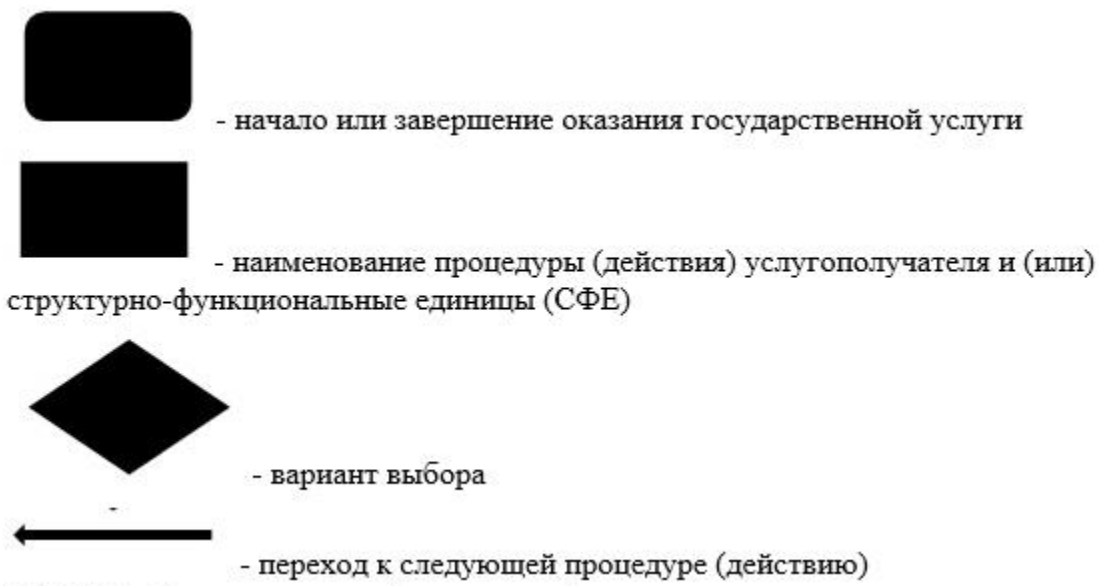 - начало или завершение оказания государственной услуги
- наименование процедуры (действия) услугополучателя и (или)
структурно-функциональные единицы (СФЕ)
- вариант выбора
-
- переход к следующей процедуре (действию)